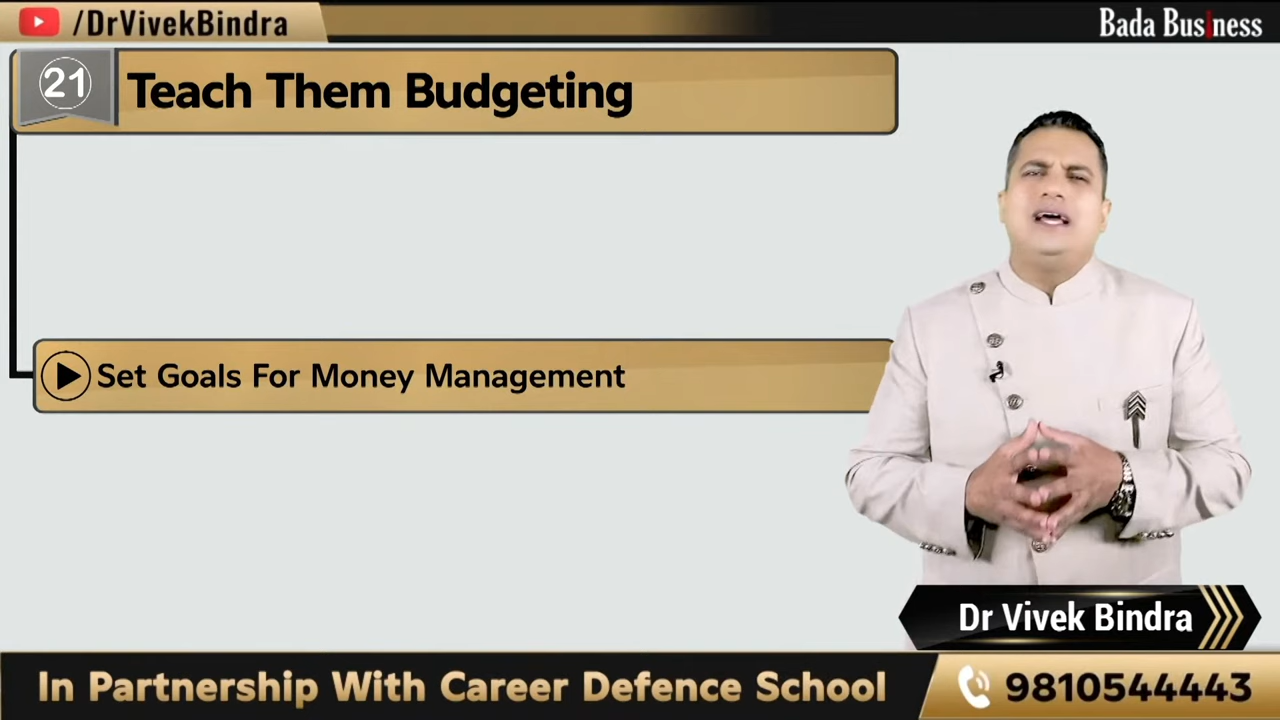 /DrVivekBindra
Bada Business
21
Teach Them Budgeting
Set Goals For Money Management
Dr Vivek Bindra
In Partnership With Career Defence School
9810544443